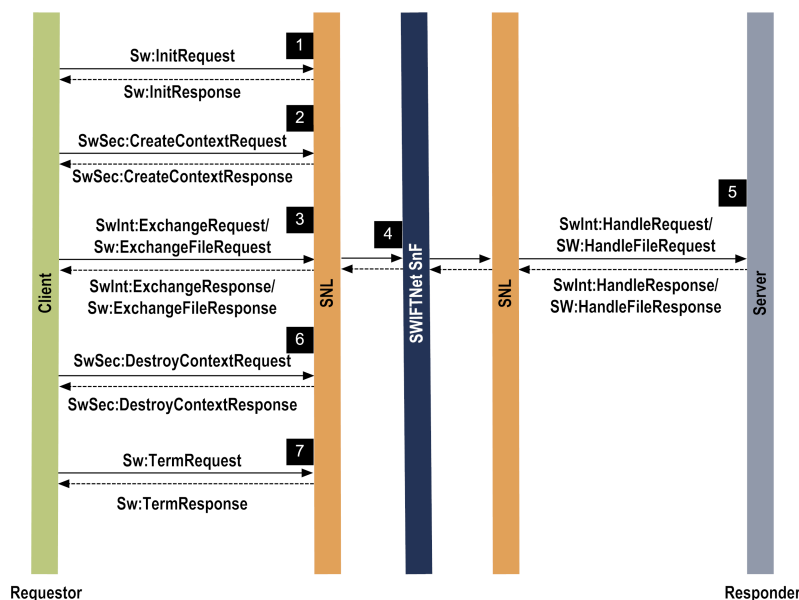 1
Sw:InitRequest
Sw:InitResponse
2
SwSec:CreateContextRequest
SwSec:CreateContextResponse
3
SwInt:ExchangeRequest/
Sw:ExchangeFileRequest
SwInt:ExchangeResponse/
Sw:ExchangeFileResponse
4
5
SwInt:HandleRequest/
SW:HandleFileRequest
SwInt:HandleResponse/
SW:HandleFileResponse
Client
SNL
SWIFTNet SnF
SNL
Server
6
SwSec:DestroyContextRequest
SwSec:DestroyContextResponse
7
Sw:TermRequest
Sw:TermResponse
Requestor
Responder